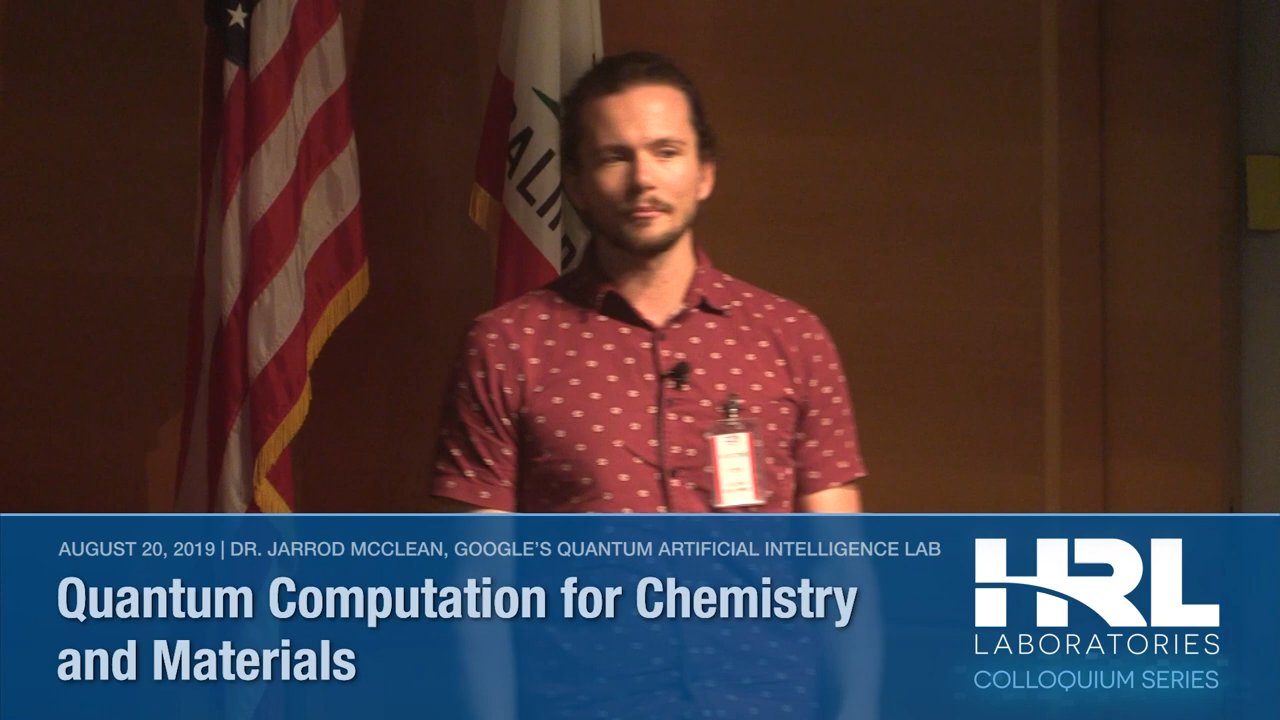 CALIF
AUGUST 20, 2019 | DR. JARROD MCCLEAN, GOOGLE'S QUANTUM ARTIFICIAL INTELLIGENCE LAB
Quantum Computation for Chemistry
and Materials
HRL
LABORATORIES
COLLOQUIUM SERIES